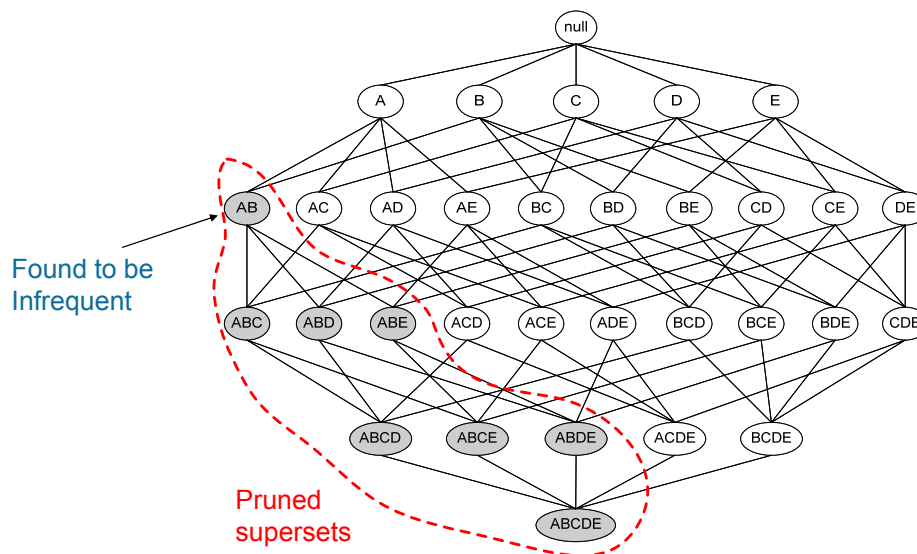 null
A B C D E
AB AC AD AE BC BD BE CD CE DE
Found to be
Infrequent
ABC ABD ABE ACD ACE ADE BCD BCE BDE CDE
ABCD ABCE ABDE ACDE BCDE
Pruned
supersets
ABCDE